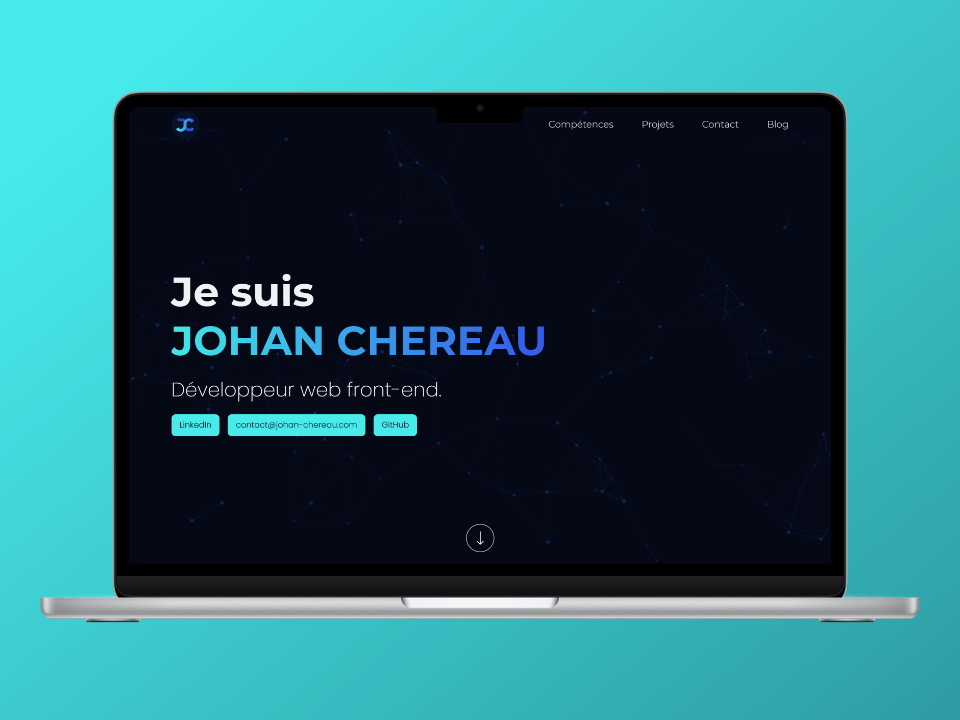 JC
Compétences Projets Contact Blog
Je suis
JOHAN CHEREAU
Développeur web front-end.
LinkedIn contact@johan-chereau.com GitHub